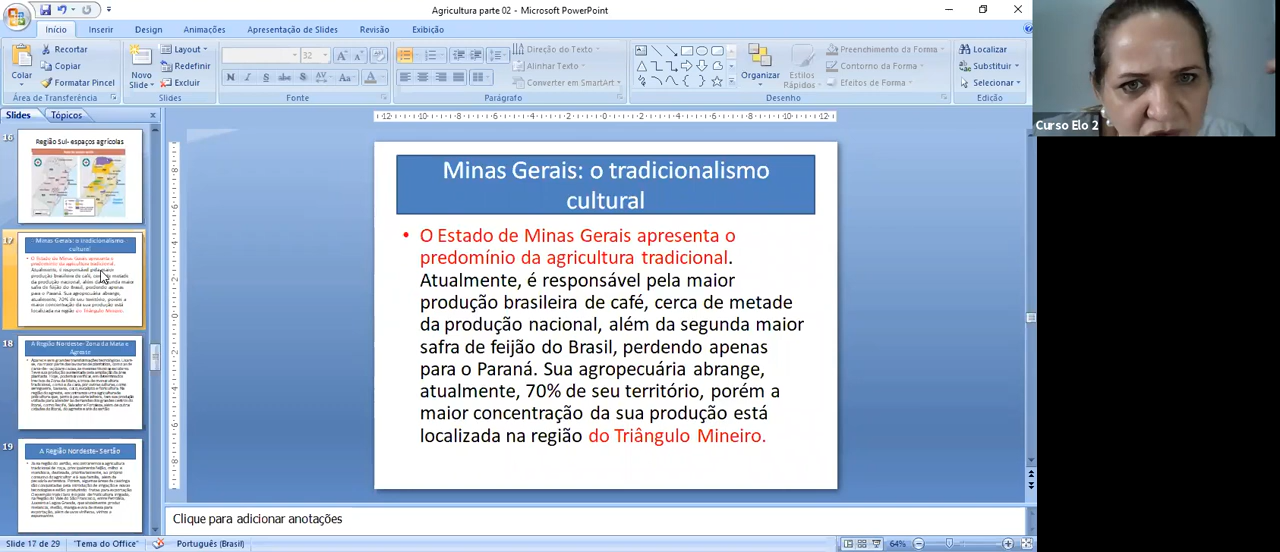 Agricultura parte 02 - Microsoft PowerPoint
Início Inserir Design Animações Apresentação de Slides Revisão Exibição
Colar
Recortar
Copiar
Formatar Pincel
Área de Transferência
Novo
Slide
Layout
Redefinir
Excluir
Slides
32
Fonte
Parágrafo
Direção do Texto
Alinhar Texto
Converter em SmartArt
Organizar
Estilos
Rápidos
Preenchimento da Forma
Contorno da Forma
Efeitos de Forma
Desenho
Localizar
Substituir
Selecionar
Edição
Curso Elo 2
Slides Tópicos
16
Região Sul- espaços agrícolas
17
Minas Gerais: o tradicionalismo
cultural
18
A Região Nordeste- Zona da Mata e
Agreste
19
A Região Nordeste- Sertão
Minas Gerais: o tradicionalismo
cultural
• O Estado de Minas Gerais apresenta o
predomínio da agricultura tradicional.
Atualmente, é responsável pela maior
produção brasileira de café, cerca de metade
da produção nacional, além da segunda maior
safra de feijão do Brasil, perdendo apenas
para o Paraná. Sua agropecuária abrange,
atualmente, 70% de seu território, porém a
maior concentração da sua produção está
localizada na região do Triângulo Mineiro.
Clique para adicionar anotações
Slide 17 de 29 "Tema do Office" Português (Brasil) 64%